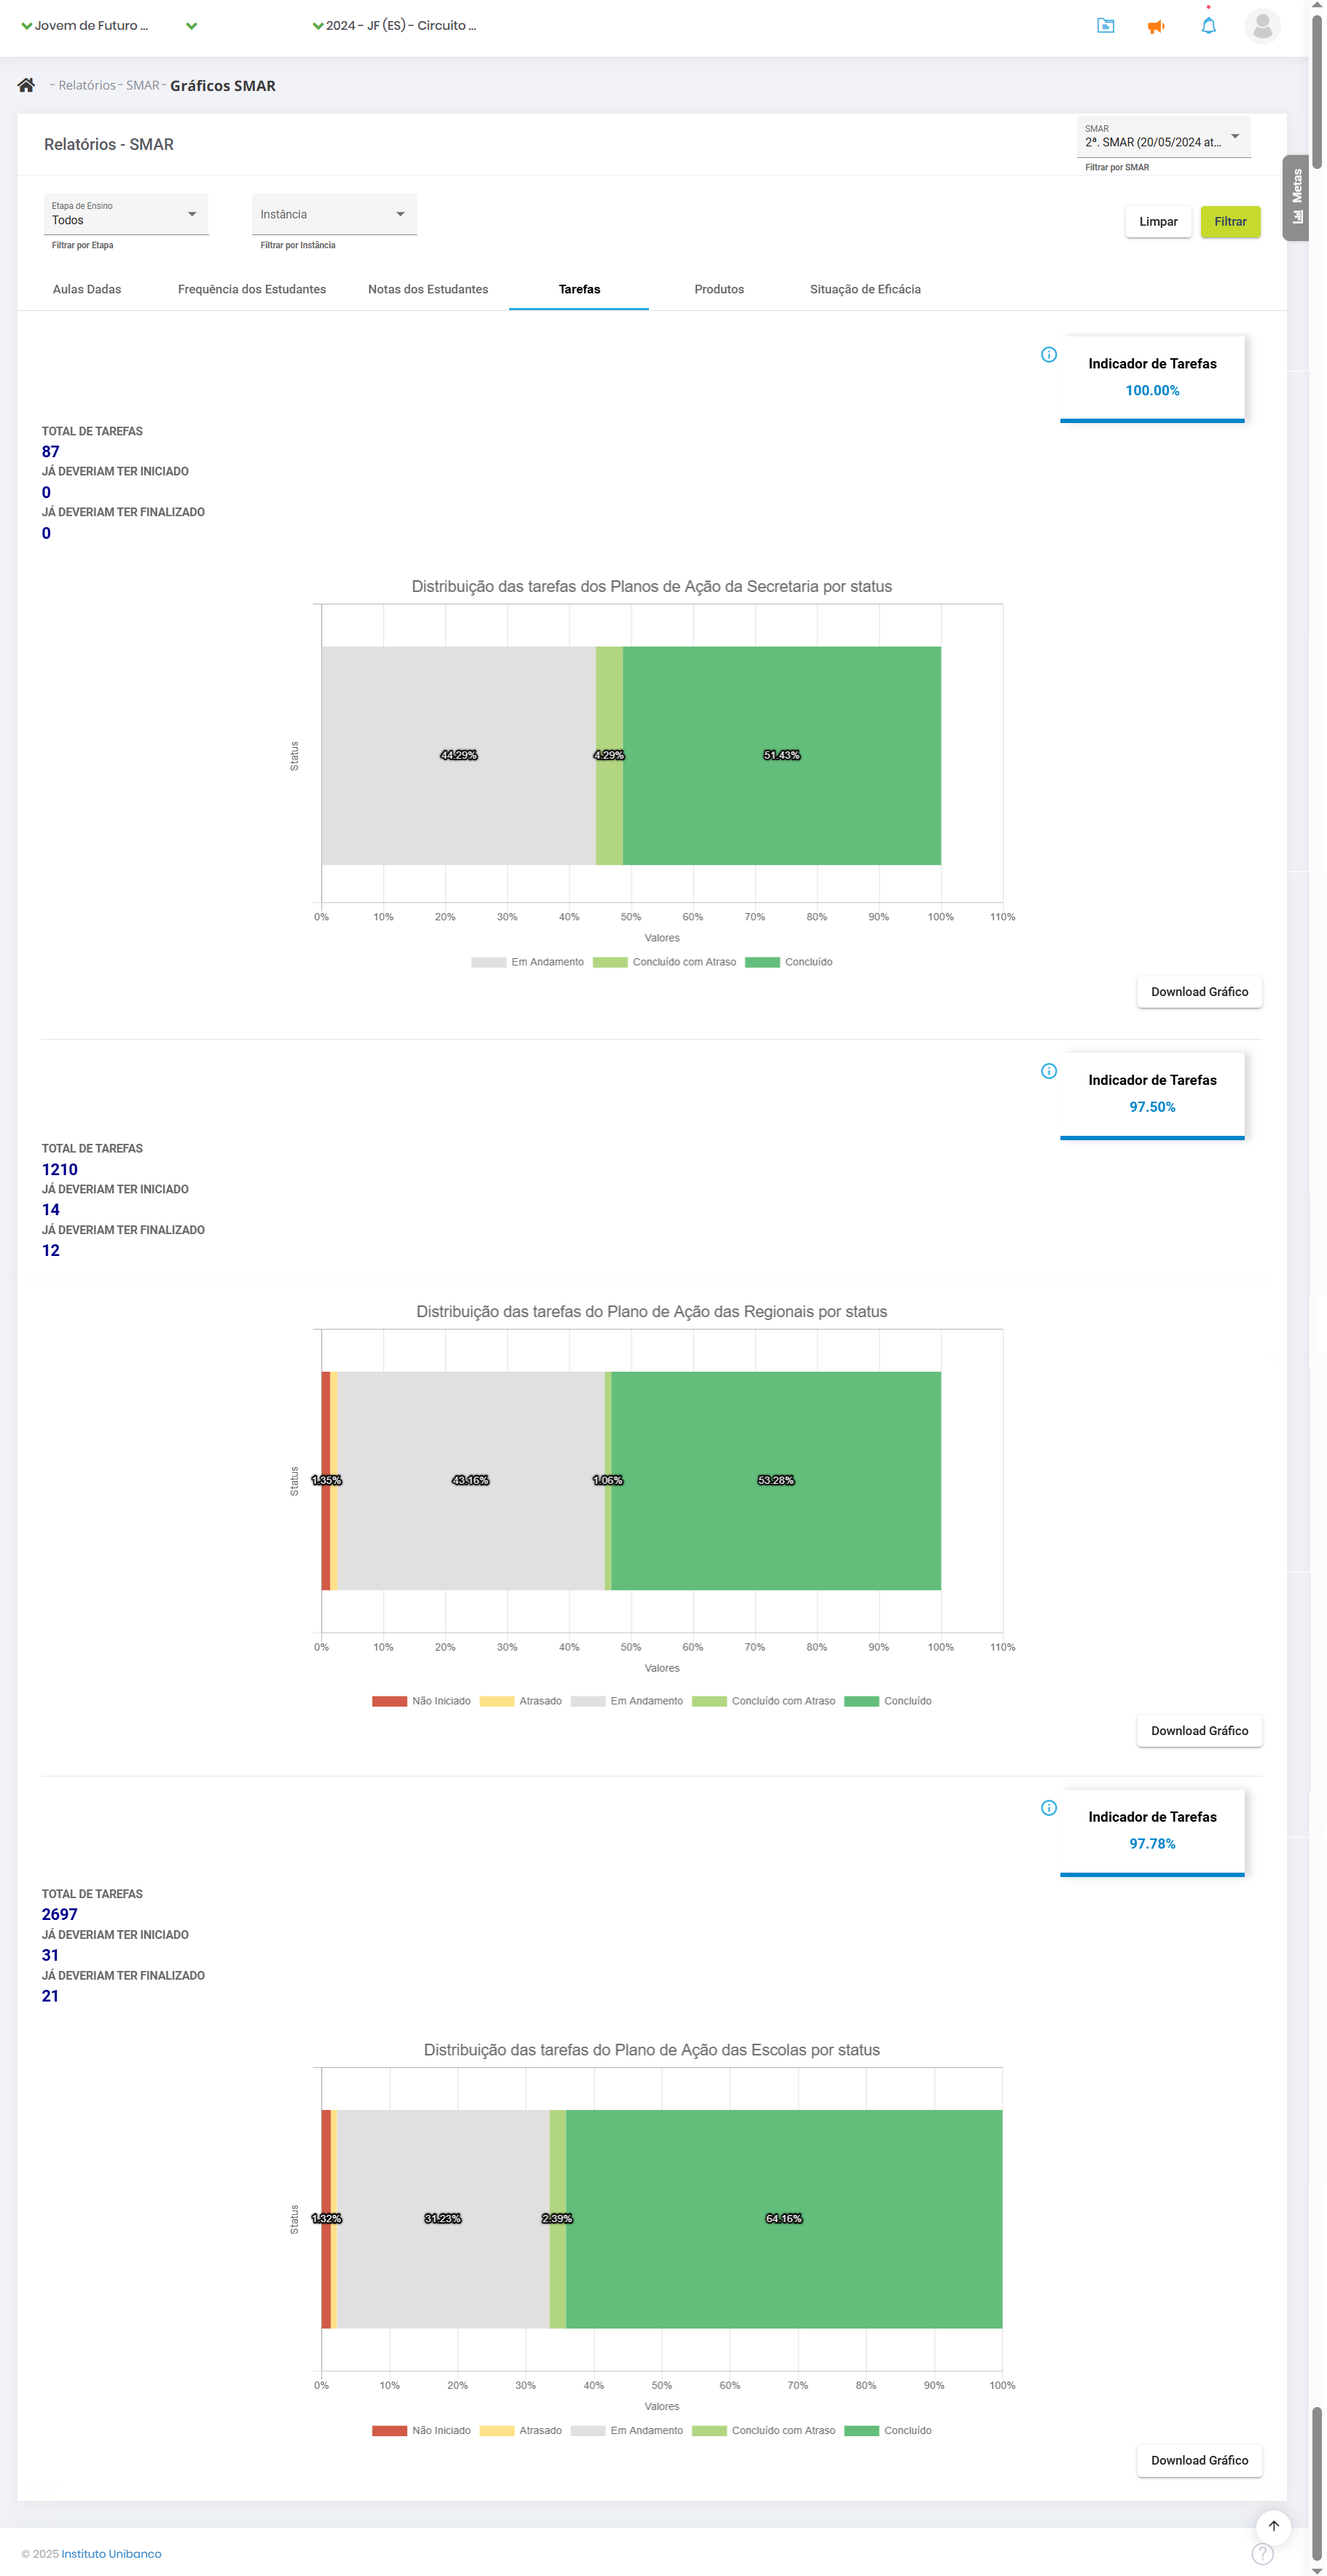 Jovem de Futuro ...
2024 - JF (ES) - Circuito ...
- Relatórios - SMAR - Gráficos SMAR
Relatórios - SMAR
SMAR
2ª. SMAR (20/05/2024 at...
Filtrar por SMAR
Metas
Etapa de Ensino
Todos
Filtrar por Etapa
Instância
Filtrar por Instância
Limpar
Filtrar
Aulas Dadas
Frequência dos Estudantes
Notas dos Estudantes
Tarefas
Produtos
Situação de Eficácia
Indicador de Tarefas
100.00%
TOTAL DE TAREFAS
87
JÁ DEVERIAM TER INICIADO
0
JÁ DEVERIAM TER FINALIZADO
0
Distribuição das tarefas dos Planos de Ação da Secretaria por status
Status
44.29% 4.29% 51.43%
0% 10% 20% 30% 40% 50% 60% 70% 80% 90% 100% 110%
Valores
Em Andamento Concluído com Atraso Concluído
Download Gráfico
Indicador de Tarefas
97.50%
TOTAL DE TAREFAS
1210
JÁ DEVERIAM TER INICIADO
14
JÁ DEVERIAM TER FINALIZADO
12
Distribuição das tarefas do Plano de Ação das Regionais por status
Status
1.35% 43.16% 1.06% 53.28%
0% 10% 20% 30% 40% 50% 60% 70% 80% 90% 100% 110%
Valores
Não Iniciado Atrasado Em Andamento Concluído com Atraso Concluído
Download Gráfico
Indicador de Tarefas
97.78%
TOTAL DE TAREFAS
2697
JÁ DEVERIAM TER INICIADO
31
JÁ DEVERIAM TER FINALIZADO
21
Distribuição das tarefas do Plano de Ação das Escolas por status
Status
1.32% 31.23% 2.39% 64.16%
0% 10% 20% 30% 40% 50% 60% 70% 80% 90% 100%
Valores
Não Iniciado Atrasado Em Andamento Concluído com Atraso Concluído
Download Gráfico
© 2025 Instituto Unibanco
?